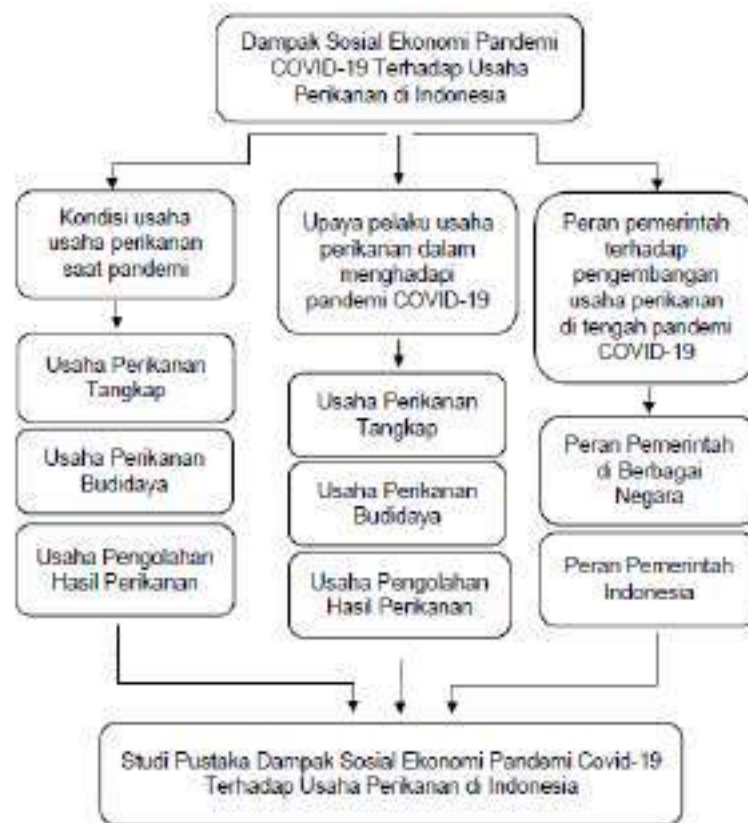 Dampak Sosial Ekonomi Pandemi
COVID-19 Terhadap Usaha
Perikanan di Indonesia
Kondisi usaha
usaha perikanan
saat pandemi
Usaha Perikanan
Tangkap
Usaha Perikanan
Budidaya
Usaha Pengolahan
Hasil Perikanan
Upaya pelaku usaha
perikanan dalam
menghadapi
pandemi COVID-19
Usaha Perikanan
Tangkap
Usaha Perikanan
Budidaya
Usaha Pengolahan
Hasil Perikanan
Peran pemerintah
terhadap
pengembangan
usaha perikanan
di tengah pandemi
COVID-19
Peran Pemerintah
di Berbagai
Negara
Peran Pemerintah
Indonesia
Studi Pustaka Dampak Sosial Ekonomi Pandemi Covid-19
Terhadap Usaha Perikanan di Indonesia